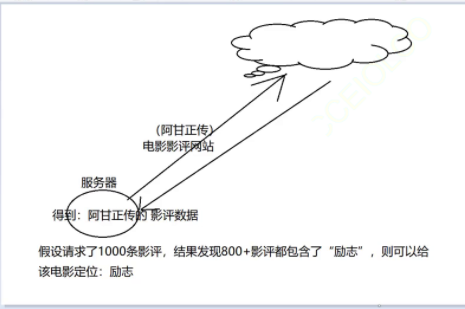 （阿甘正传）
电影影评网站
服务器
得到：阿甘正传的 影评数据
假设请求了1000条影评，结果发现800+影评都包含了“励志”，则可以给
该电影定位：励志